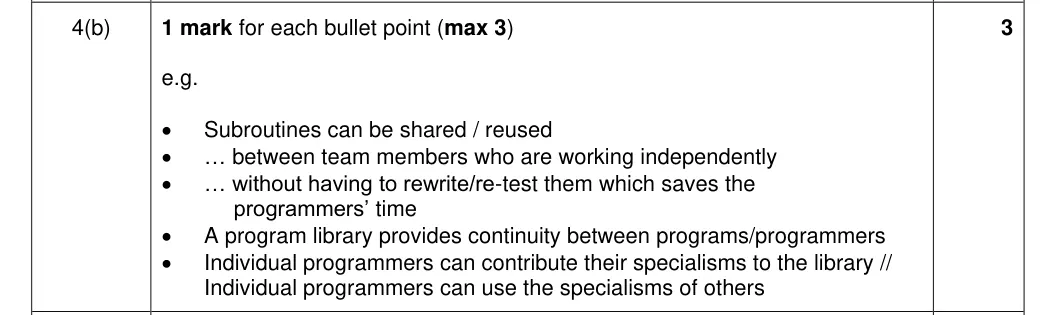 4(b) 1 mark for each bullet point (max 3) 3
e.g.
• Subroutines can be shared / reused
• … between team members who are working independently
• … without having to rewrite/re-test them which saves the
programmers’ time
• A program library provides continuity between programs/programmers
• Individual programmers can contribute their specialisms to the library //
Individual programmers can use the specialisms of others